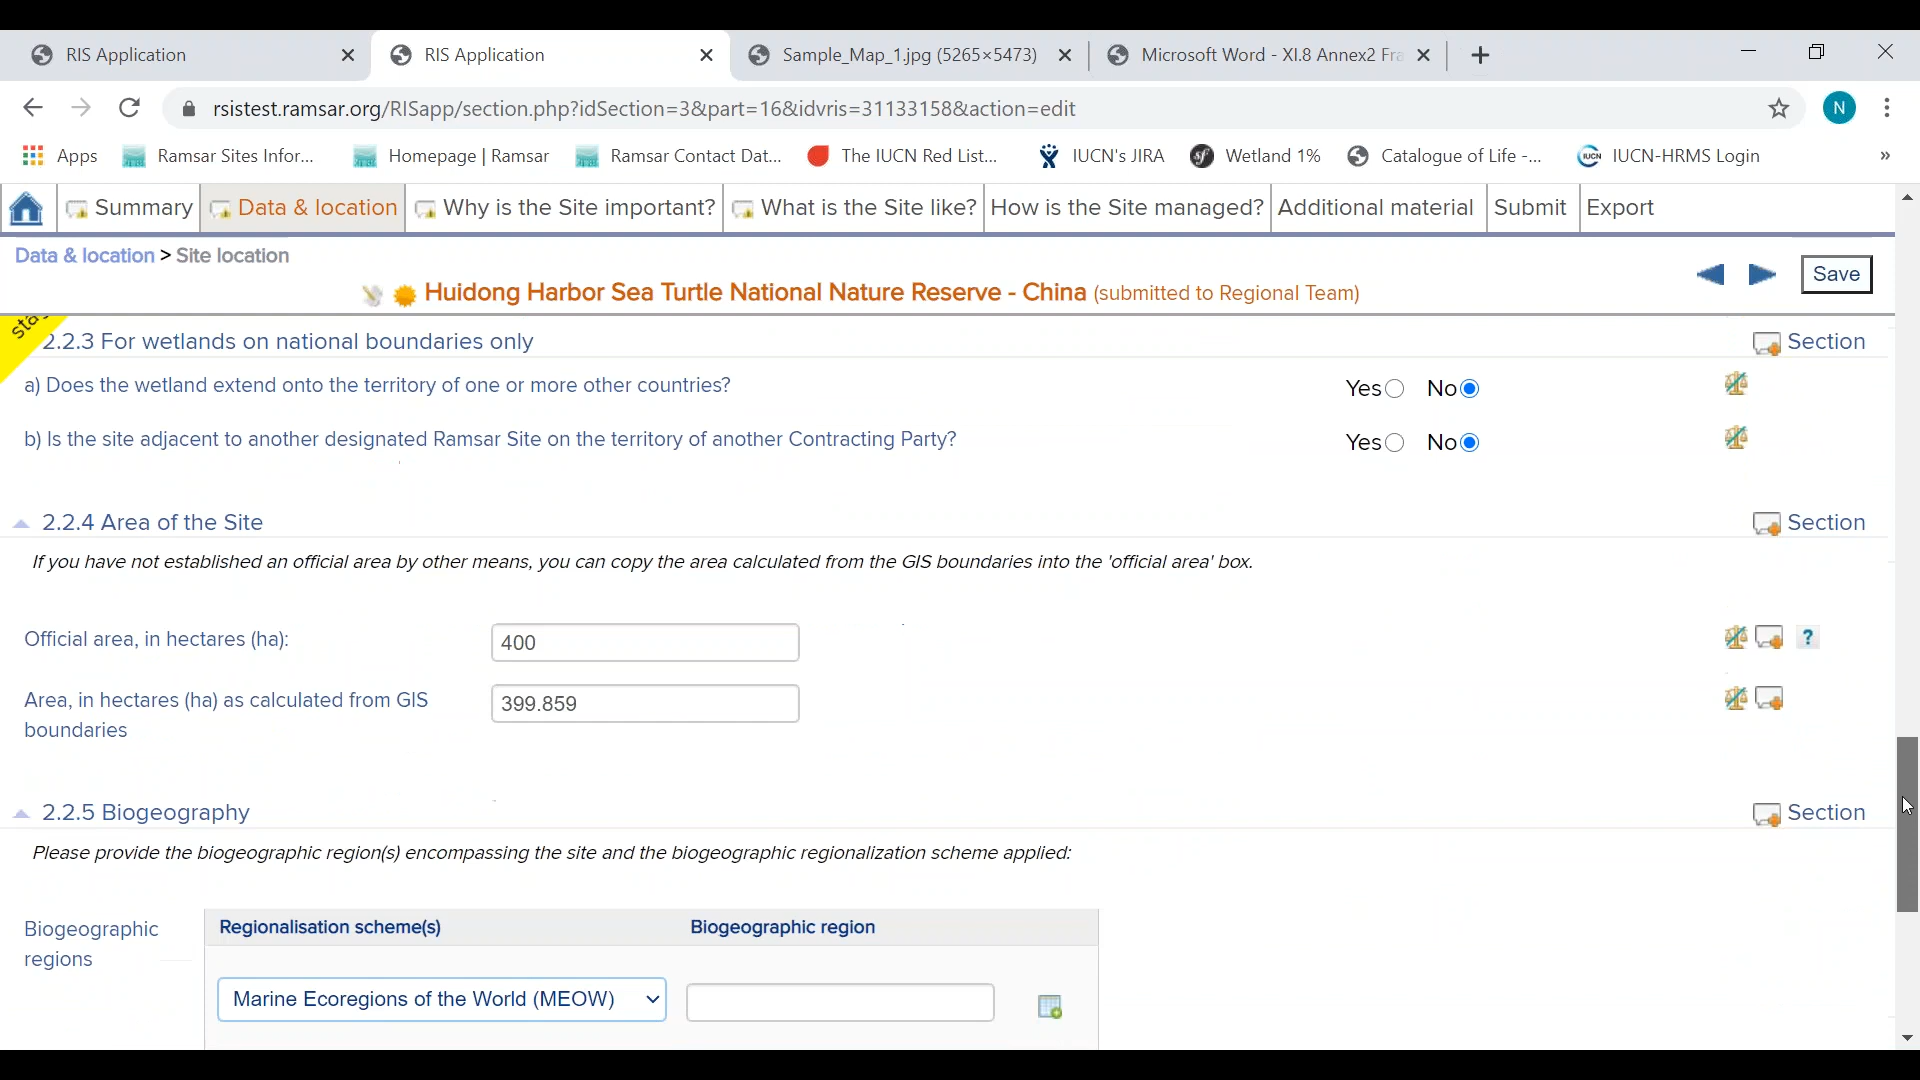 RIS Application
RIS Application
Sample_Map_1.jpg (5265×5473)
Microsoft Word - XI.8 Annex2 Fra
rsistest.ramsar.org/RISapp/section.php?idSection=3&part=16&idvris=31133158&action=edit
N
Apps
Ramsar Sites Infor...
Homepage | Ramsar
Ramsar Contact Dat...
The IUCN Red List...
IUCN's JIRA
sf Wetland 1%
Catalogue of Life -...
IUCN IUCN-HRMS Login
»
Summary
Data & location
Why is the Site important?
What is the Site like?
How is the Site managed?
Additional material
Submit
Export
Data & location > Site location
Save
Huidong Harbor Sea Turtle National Nature Reserve - China (submitted to Regional Team)
2.2.3 For wetlands on national boundaries only
Section
a) Does the wetland extend onto the territory of one or more other countries?
Yes No
b) Is the site adjacent to another designated Ramsar Site on the territory of another Contracting Party?
Yes No
2.2.4 Area of the Site
Section
If you have not established an official area by other means, you can copy the area calculated from the GIS boundaries into the 'official area' box.
Official area, in hectares (ha):
400
?
Area, in hectares (ha) as calculated from GIS
boundaries
399.859
2.2.5 Biogeography
Section
Please provide the biogeographic region(s) encompassing the site and the biogeographic regionalization scheme applied:
Biogeographic
regions
Regionalisation scheme(s)
Biogeographic region
Marine Ecoregions of the World (MEOW)